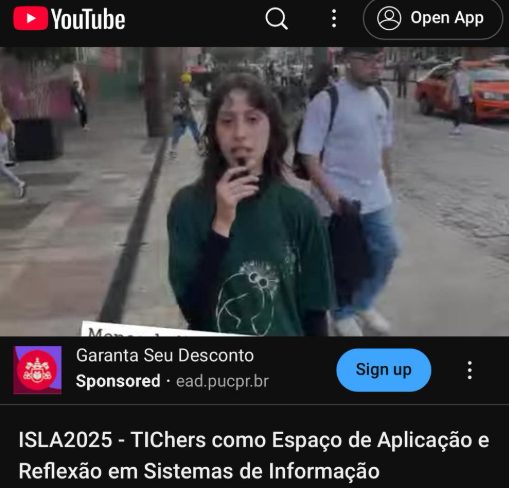 YouTube
Open App
Garanta Seu Desconto
Sponsored · ead.pucpr.br
Sign up
ISLA2025 - TIChers como Espaço de Aplicação e
Reflexão em Sistemas de Informação